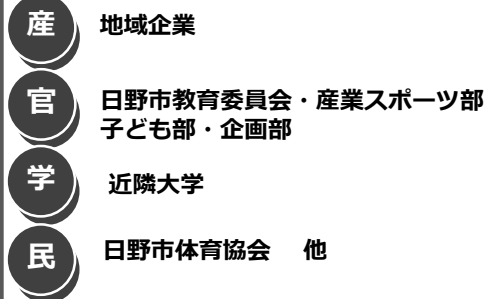 産 地域企業
官 日野市教育委員会・産業スポーツ部
子ども部・企画部
学 近隣大学
民 日野市体育協会　他